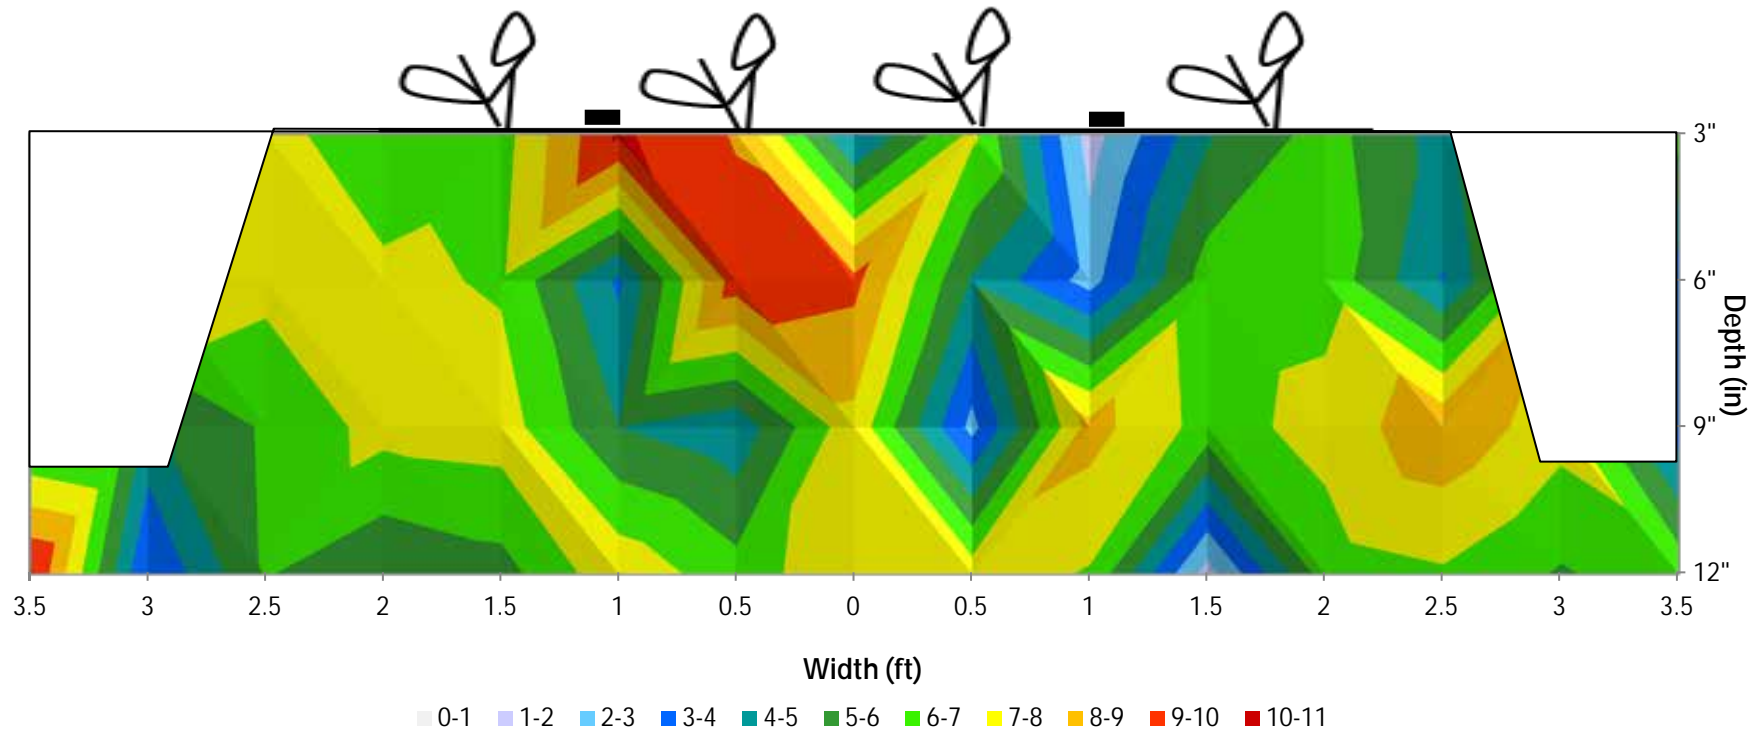 3"
6"
9"
12"
Depth (in)
3.5 3 2.5 2 1.5 1 0.5 0 0.5 1 1.5 2 2.5 3 3.5
Width (ft)
0-1 1-2 2-3 3-4 4-5 5-6 6-7 7-8 8-9 9-10 10-11